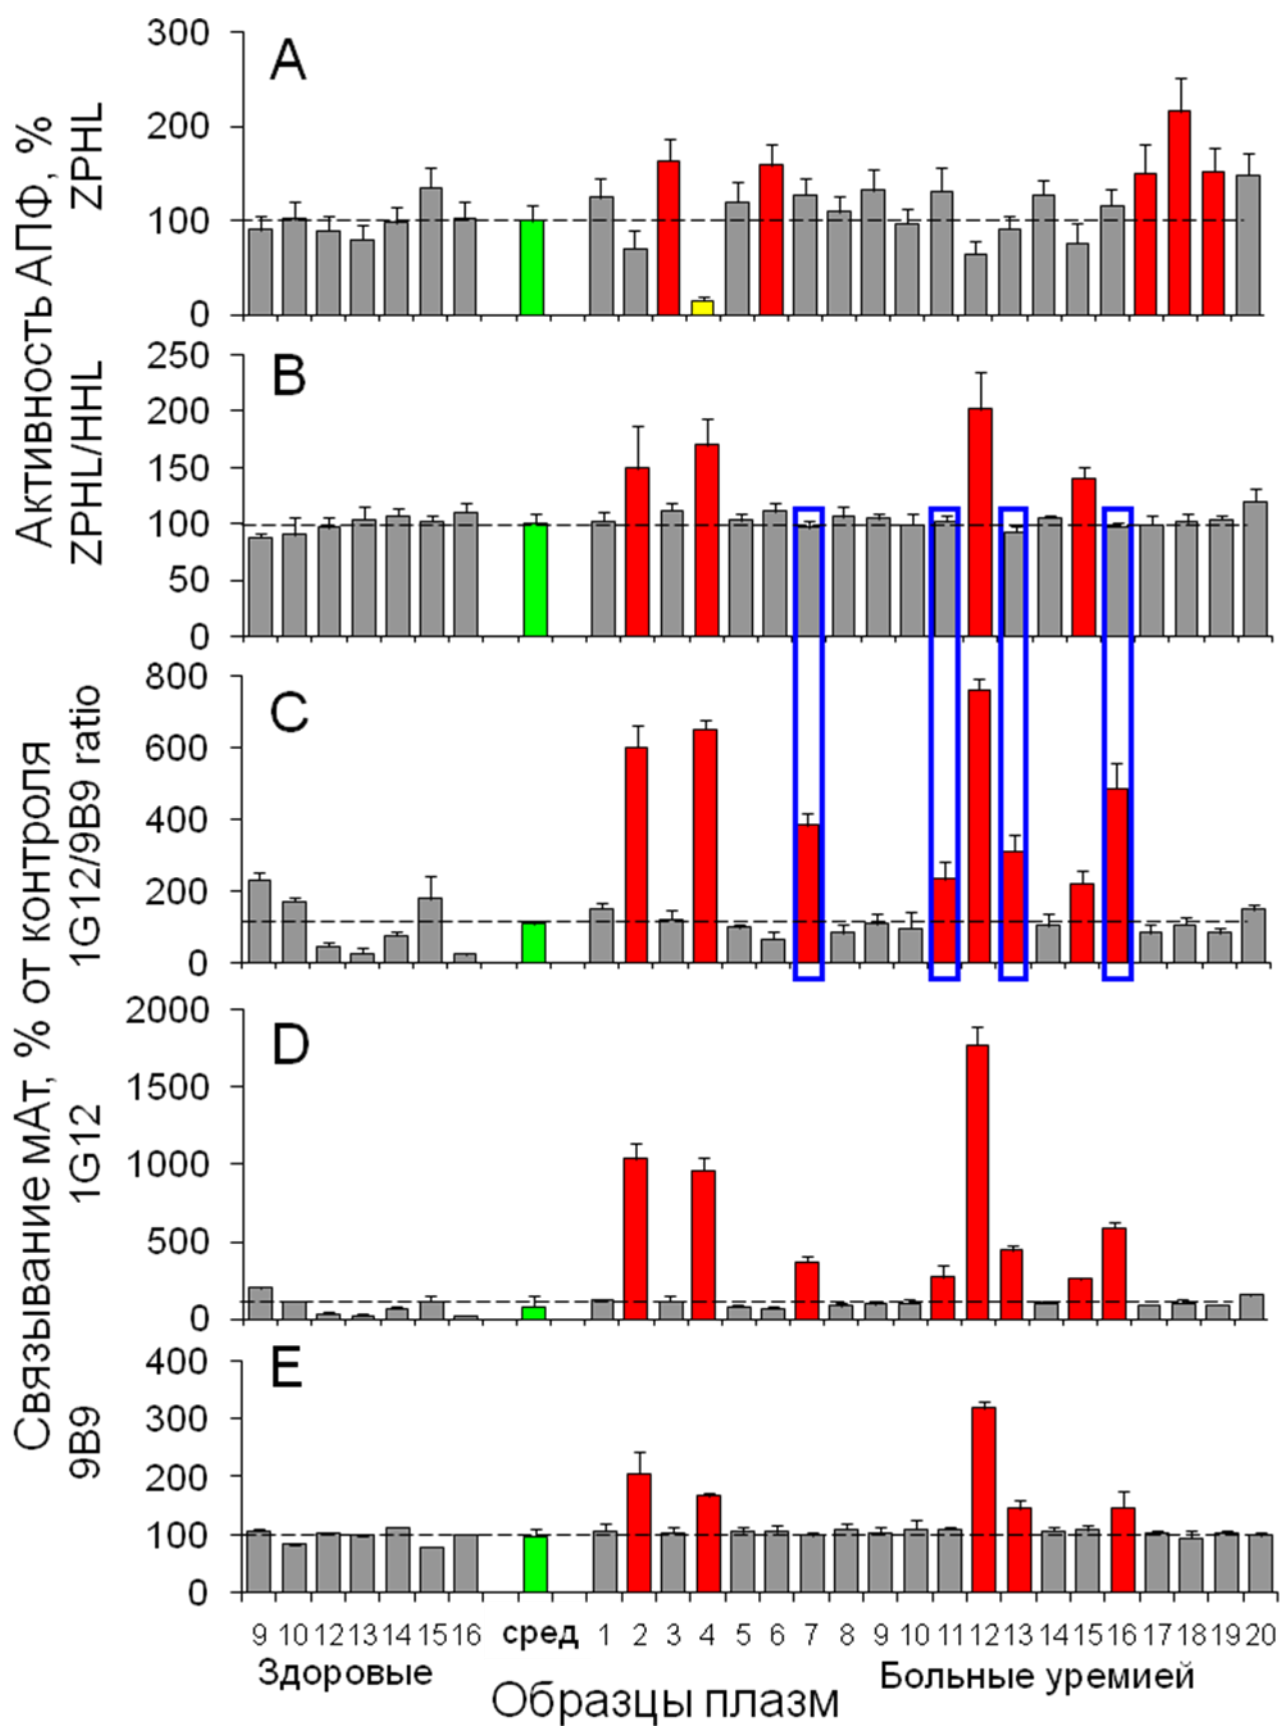 Активность АПФ, %
ZPHL
ZPHL/HHL
A
300
200
100
0
B
250
200
150
100
50
0
Связывание мАт, % от контроля
1G12/9B9 ratio
1G12
9B9
C
800
600
400
200
0
D
2000
1500
1000
500
0
E
400
300
200
100
0
9 10 12 13 14 15 16 сред 1 2 3 4 5 6 7 8 9 10 11 12 13 14 15 16 17 18 19 20
Здоровые
Больные уремией
Образцы плазм